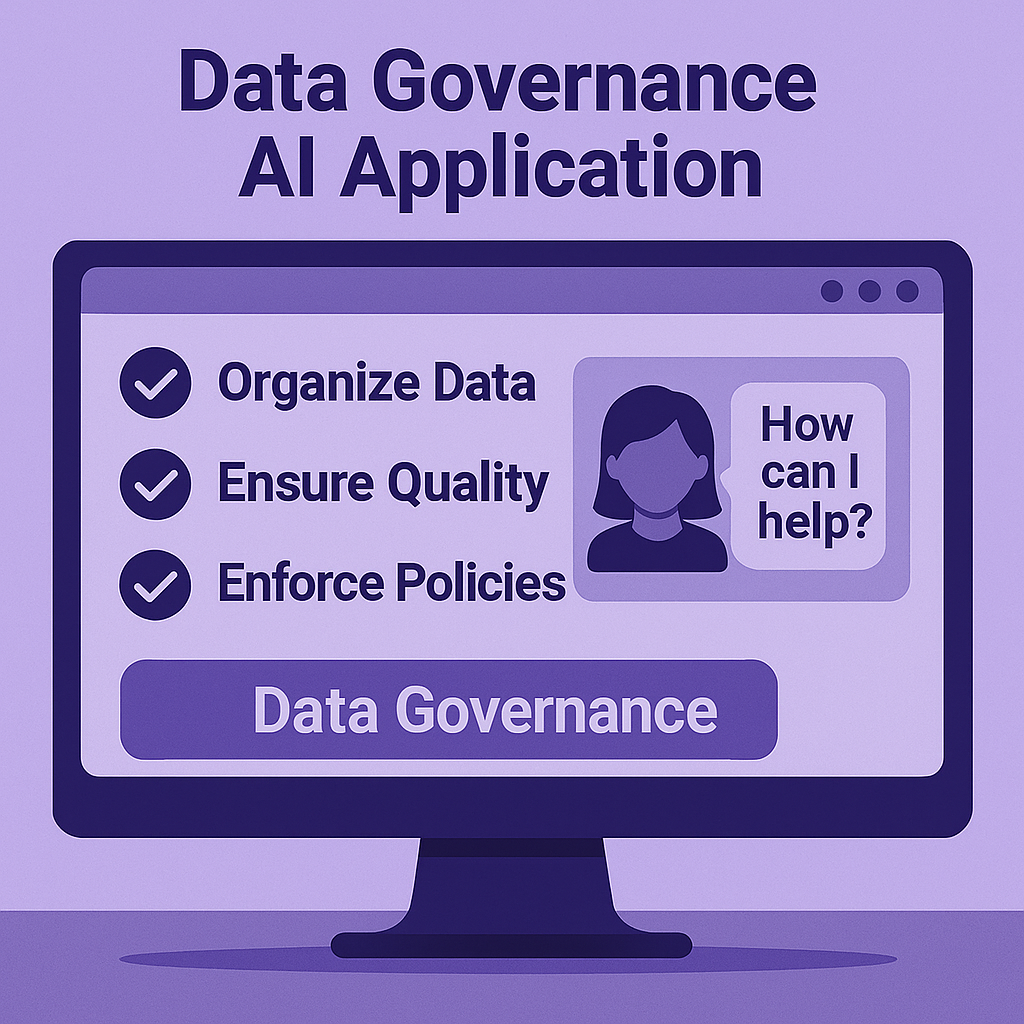 Data Governance
AI Application
Organize Data
Ensure Quality
Enforce Policies
How
can I
help?
Data Governance